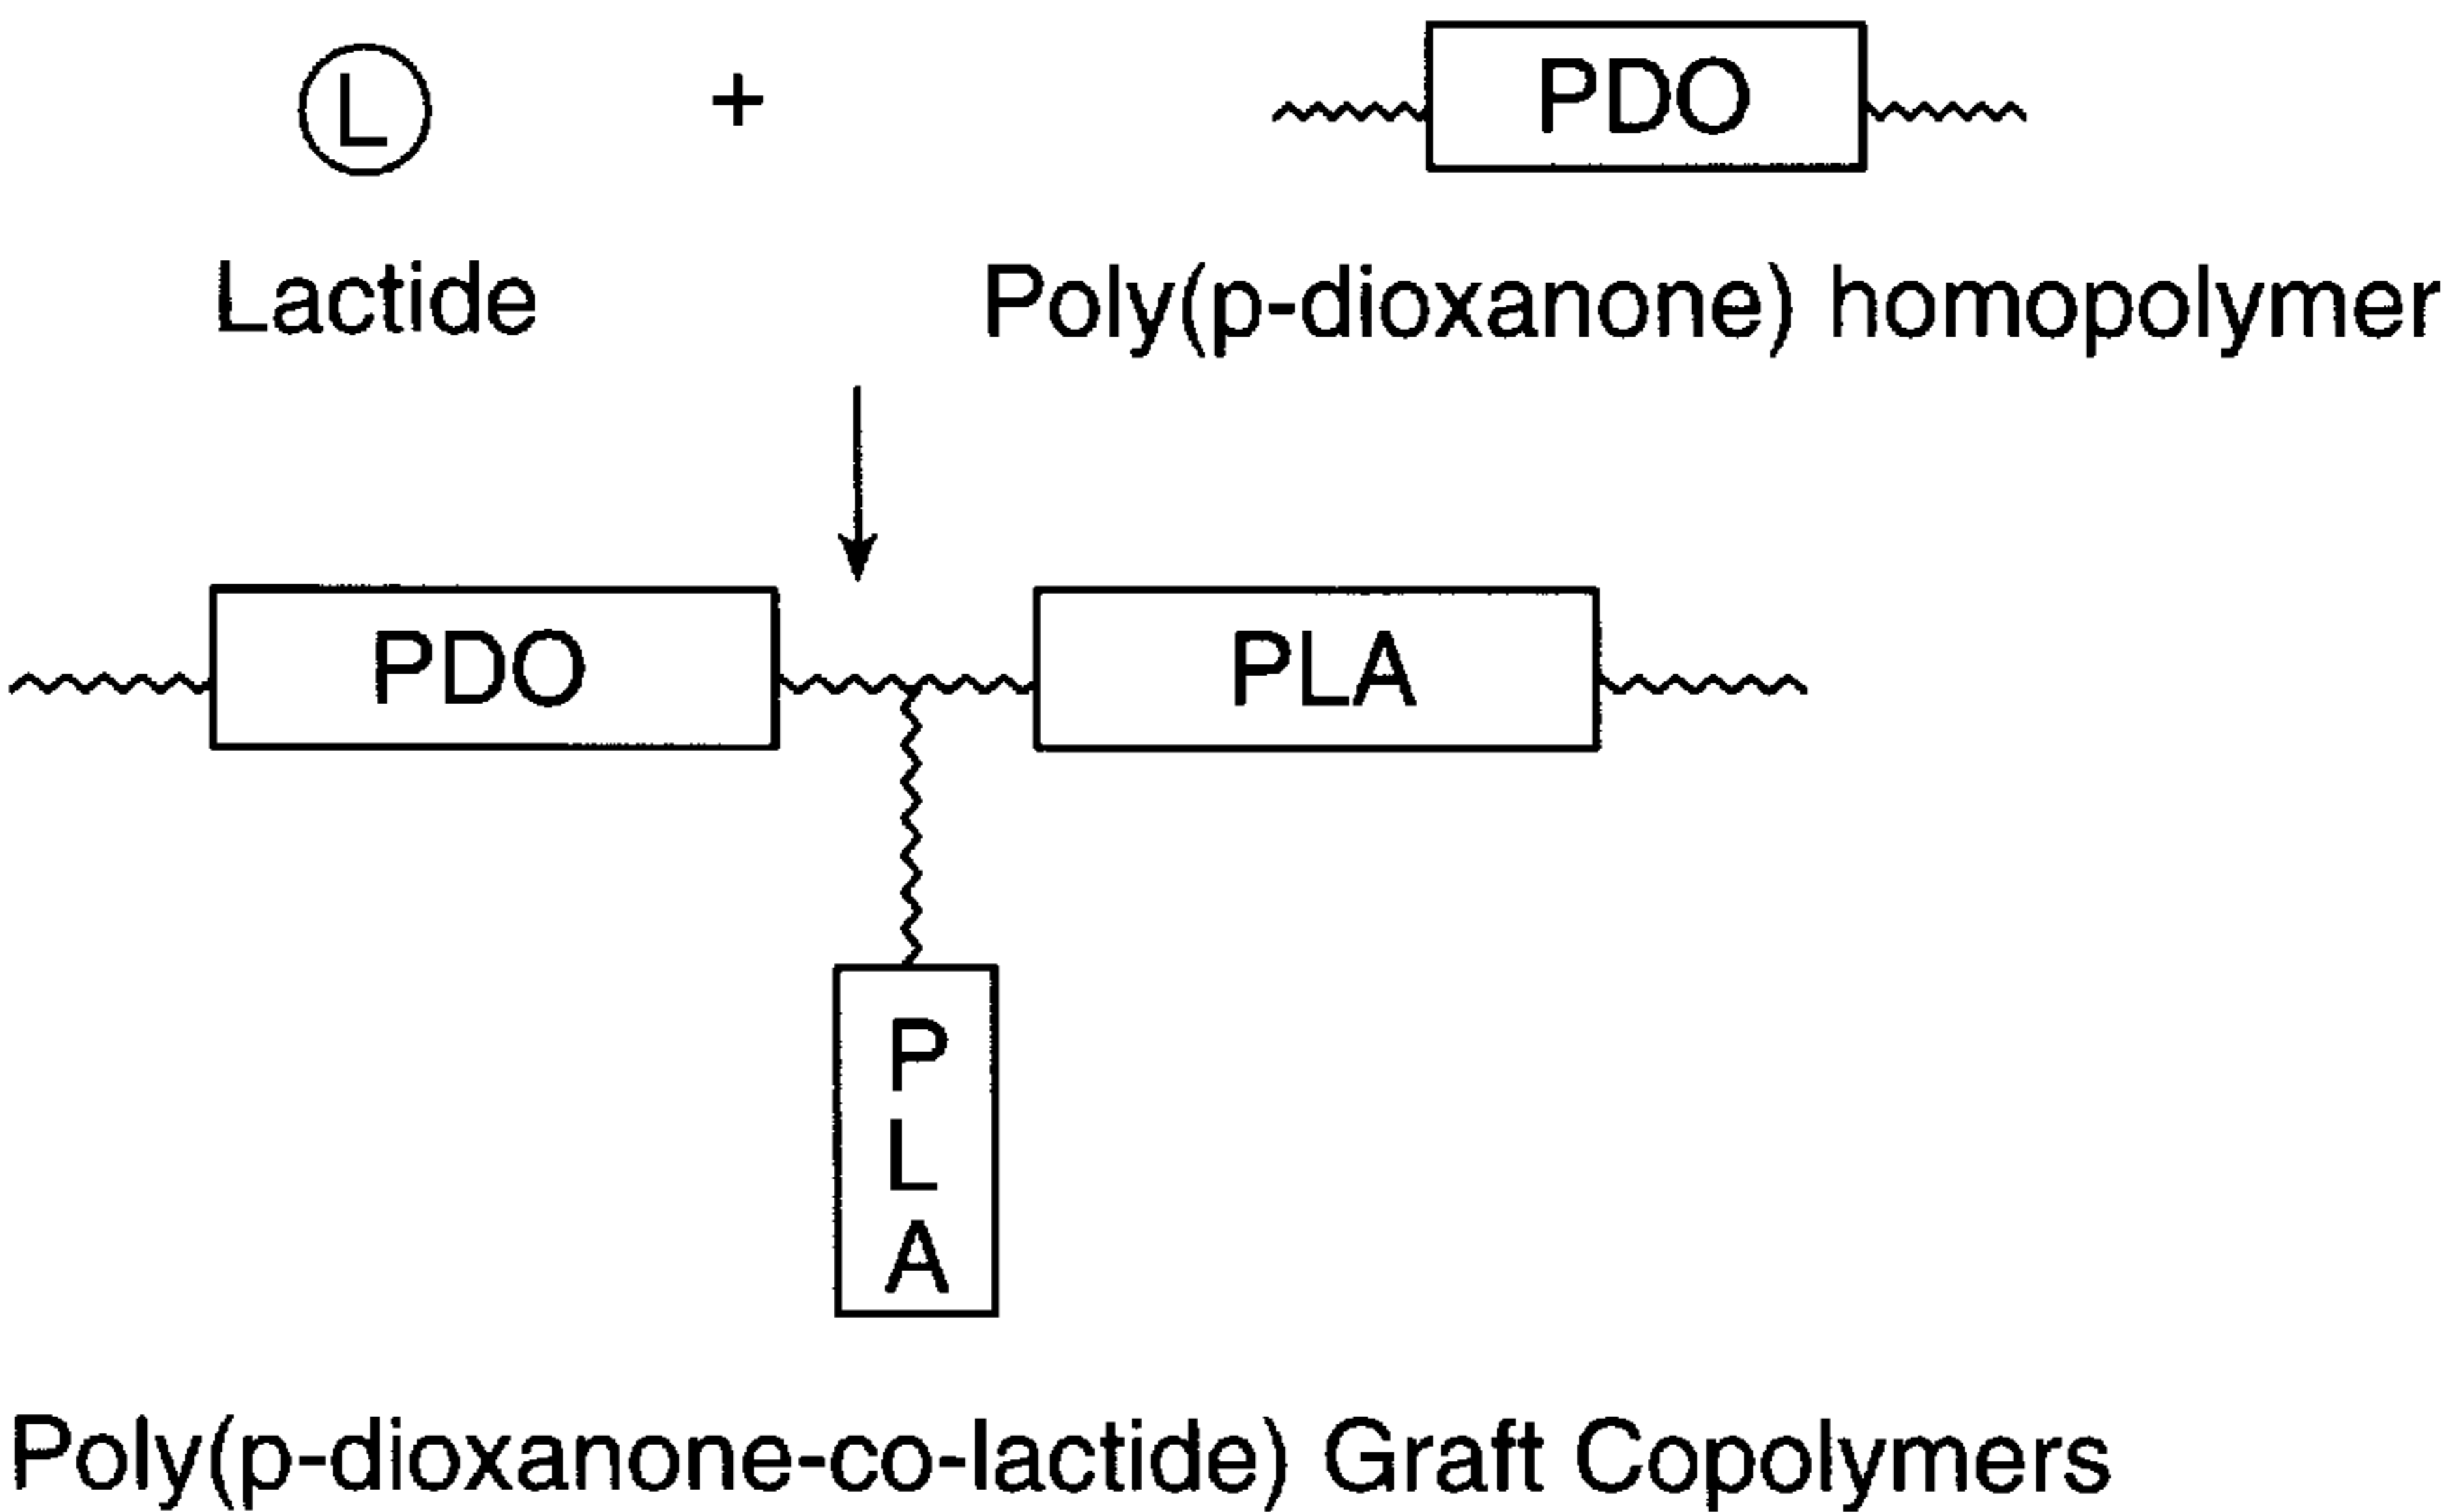 L + PDO
Lactide Poly(p-dioxanone) homopolymer
PDO PLA
P
L
A
Poly(p-dioxanone-co-lactide) Graft Copolymers